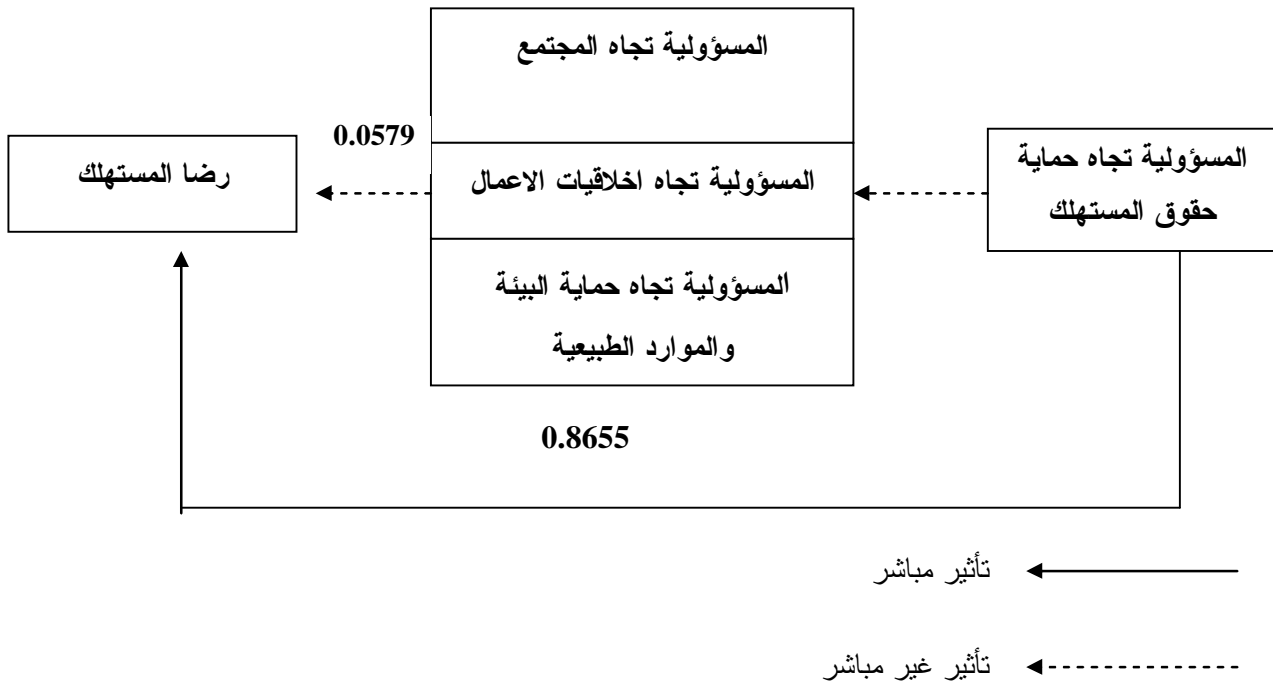 المسؤولية تجاه المجتمع
0.0579
المسؤولية تجاه حماية
حقوق المستهلك
المسؤولية تجاه اخلاقيات الاعمال
رضا المستهلك
المسؤولية تجاه حماية البيئة
والموارد الطبيعية
0.8655
تأثير مباشر
تأثير غير مباشر